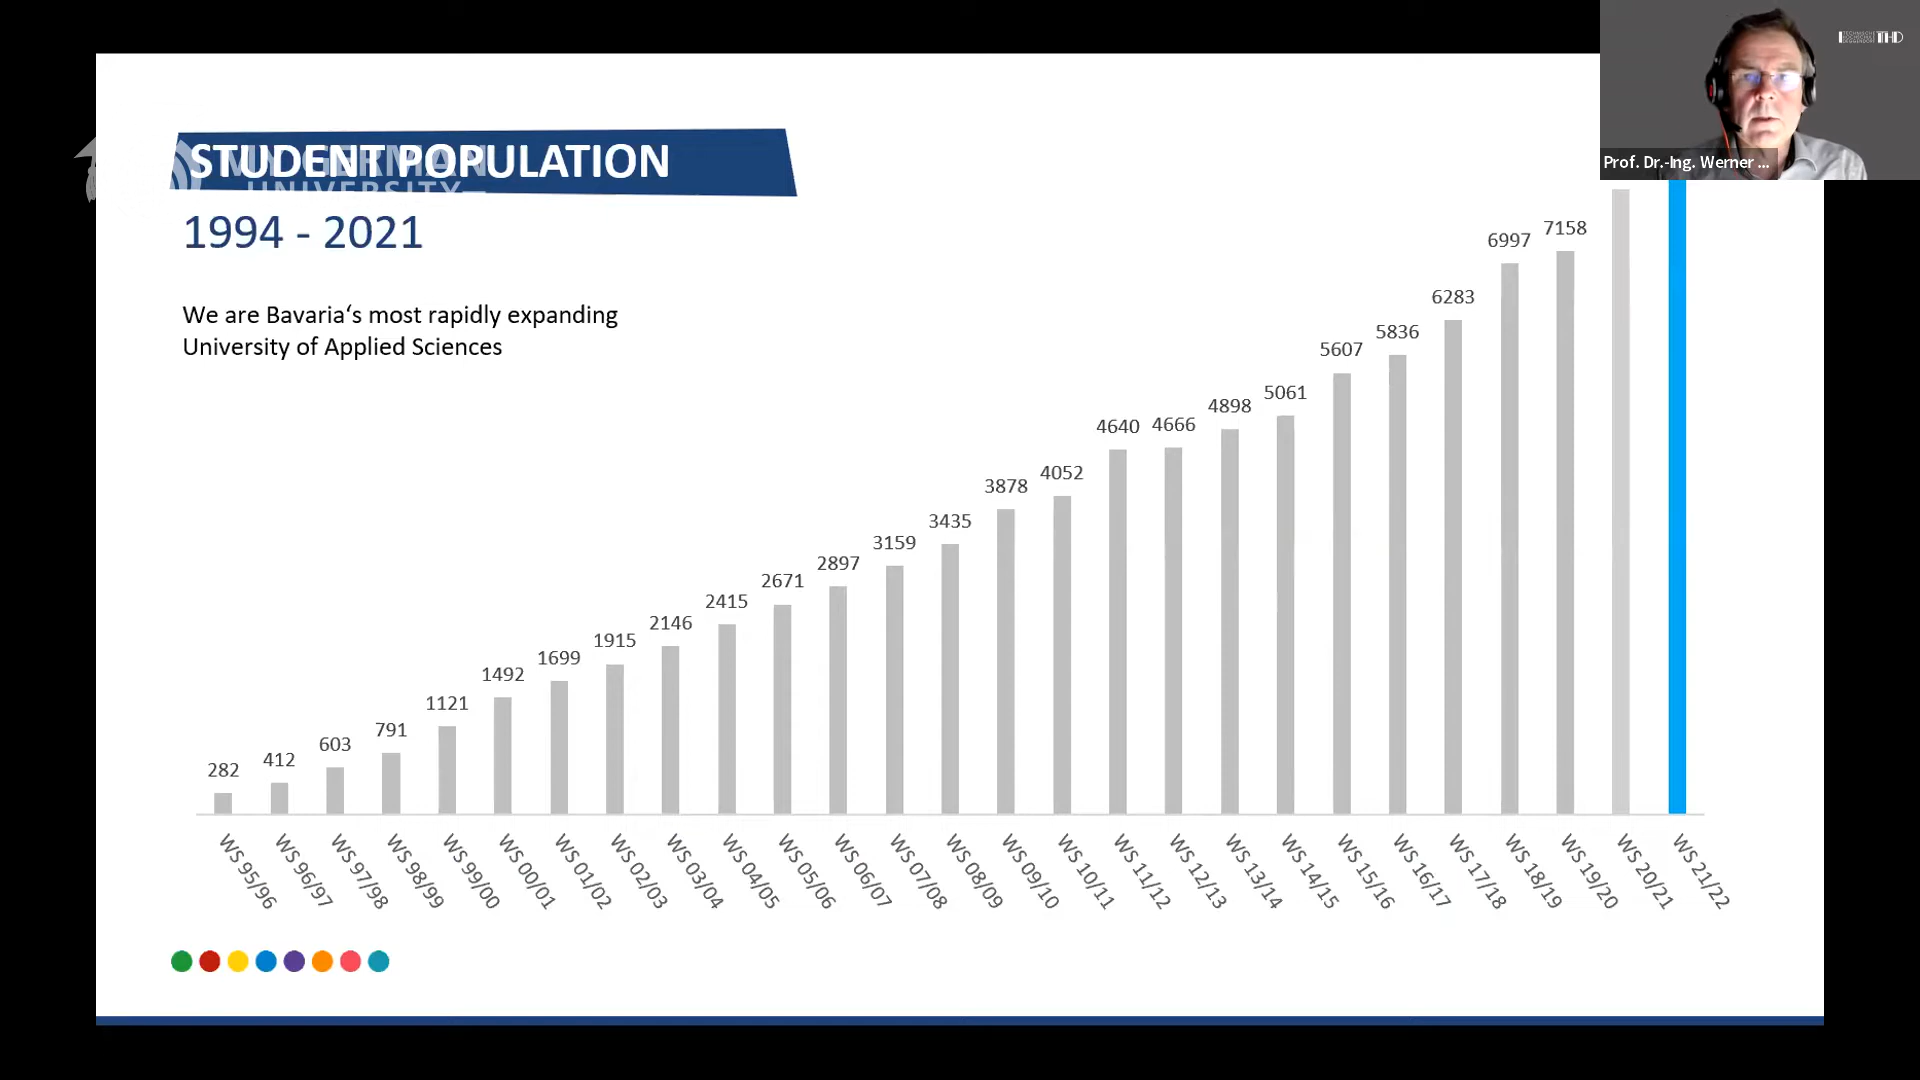 STUDENT POPULATION
MY GERMAN
UNIVERSITY
1994 - 2021
We are Bavaria‘s most rapidly expanding
University of Applied Sciences
THD
Prof. Dr.-Ing. Werner ...
282
412
603
791
1121
1492
1699
1915
2146
2415
2671
2897
3159
3435
3878
4052
4640
4666
4898
5061
5607
5836
6283
6997
7158
WS 95/96
WS 96/97
WS 97/98
WS 98/99
WS 99/00
WS 00/01
WS 01/02
WS 02/03
WS 03/04
WS 04/05
WS 05/06
WS 06/07
WS 07/08
WS 08/09
WS 09/10
WS 10/11
WS 11/12
WS 12/13
WS 13/14
WS 14/15
WS 15/16
WS 16/17
WS 17/18
WS 18/19
WS 19/20
WS 20/21
WS 21/22